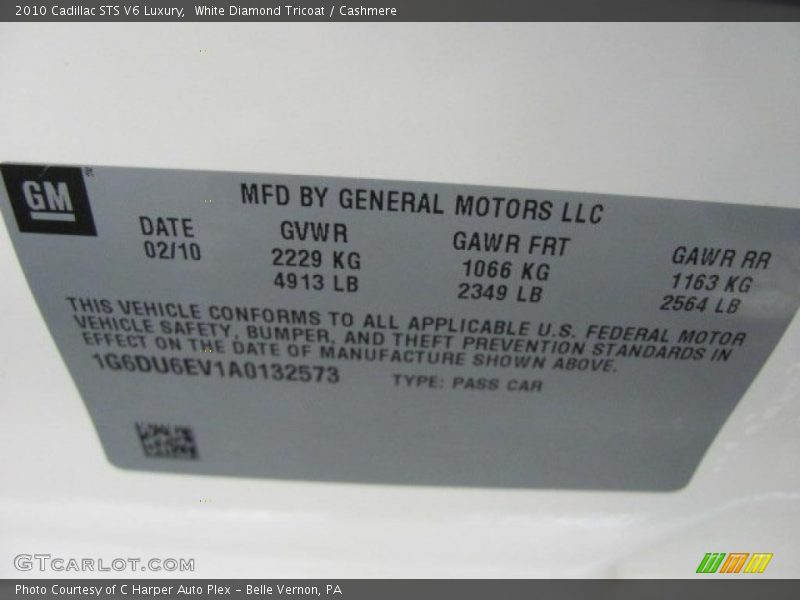 2010 Cadillac STS V6 Luxury,  White Diamond Tricoat / Cashmere
GM
MFD BY GENERAL MOTORS LLC
DATE GVWR GAWR FRT GAWR RR
02/10 2229 KG 1066 KG 1163 KG
4913 LB 2349 LB 2564 LB
THIS VEHICLE CONFORMS TO ALL APPLICABLE U.S. FEDERAL MOTOR
VEHICLE SAFETY, BUMPER, AND THEFT PREVENTION STANDARDS IN
EFFECT ON THE DATE OF MANUFACTURE SHOWN ABOVE.
1G6DU6EV1A0132573 TYPE: PASS CAR
GTCARLOT.COM
Photo Courtesy of C Harper Auto Plex - Belle Vernon, PA